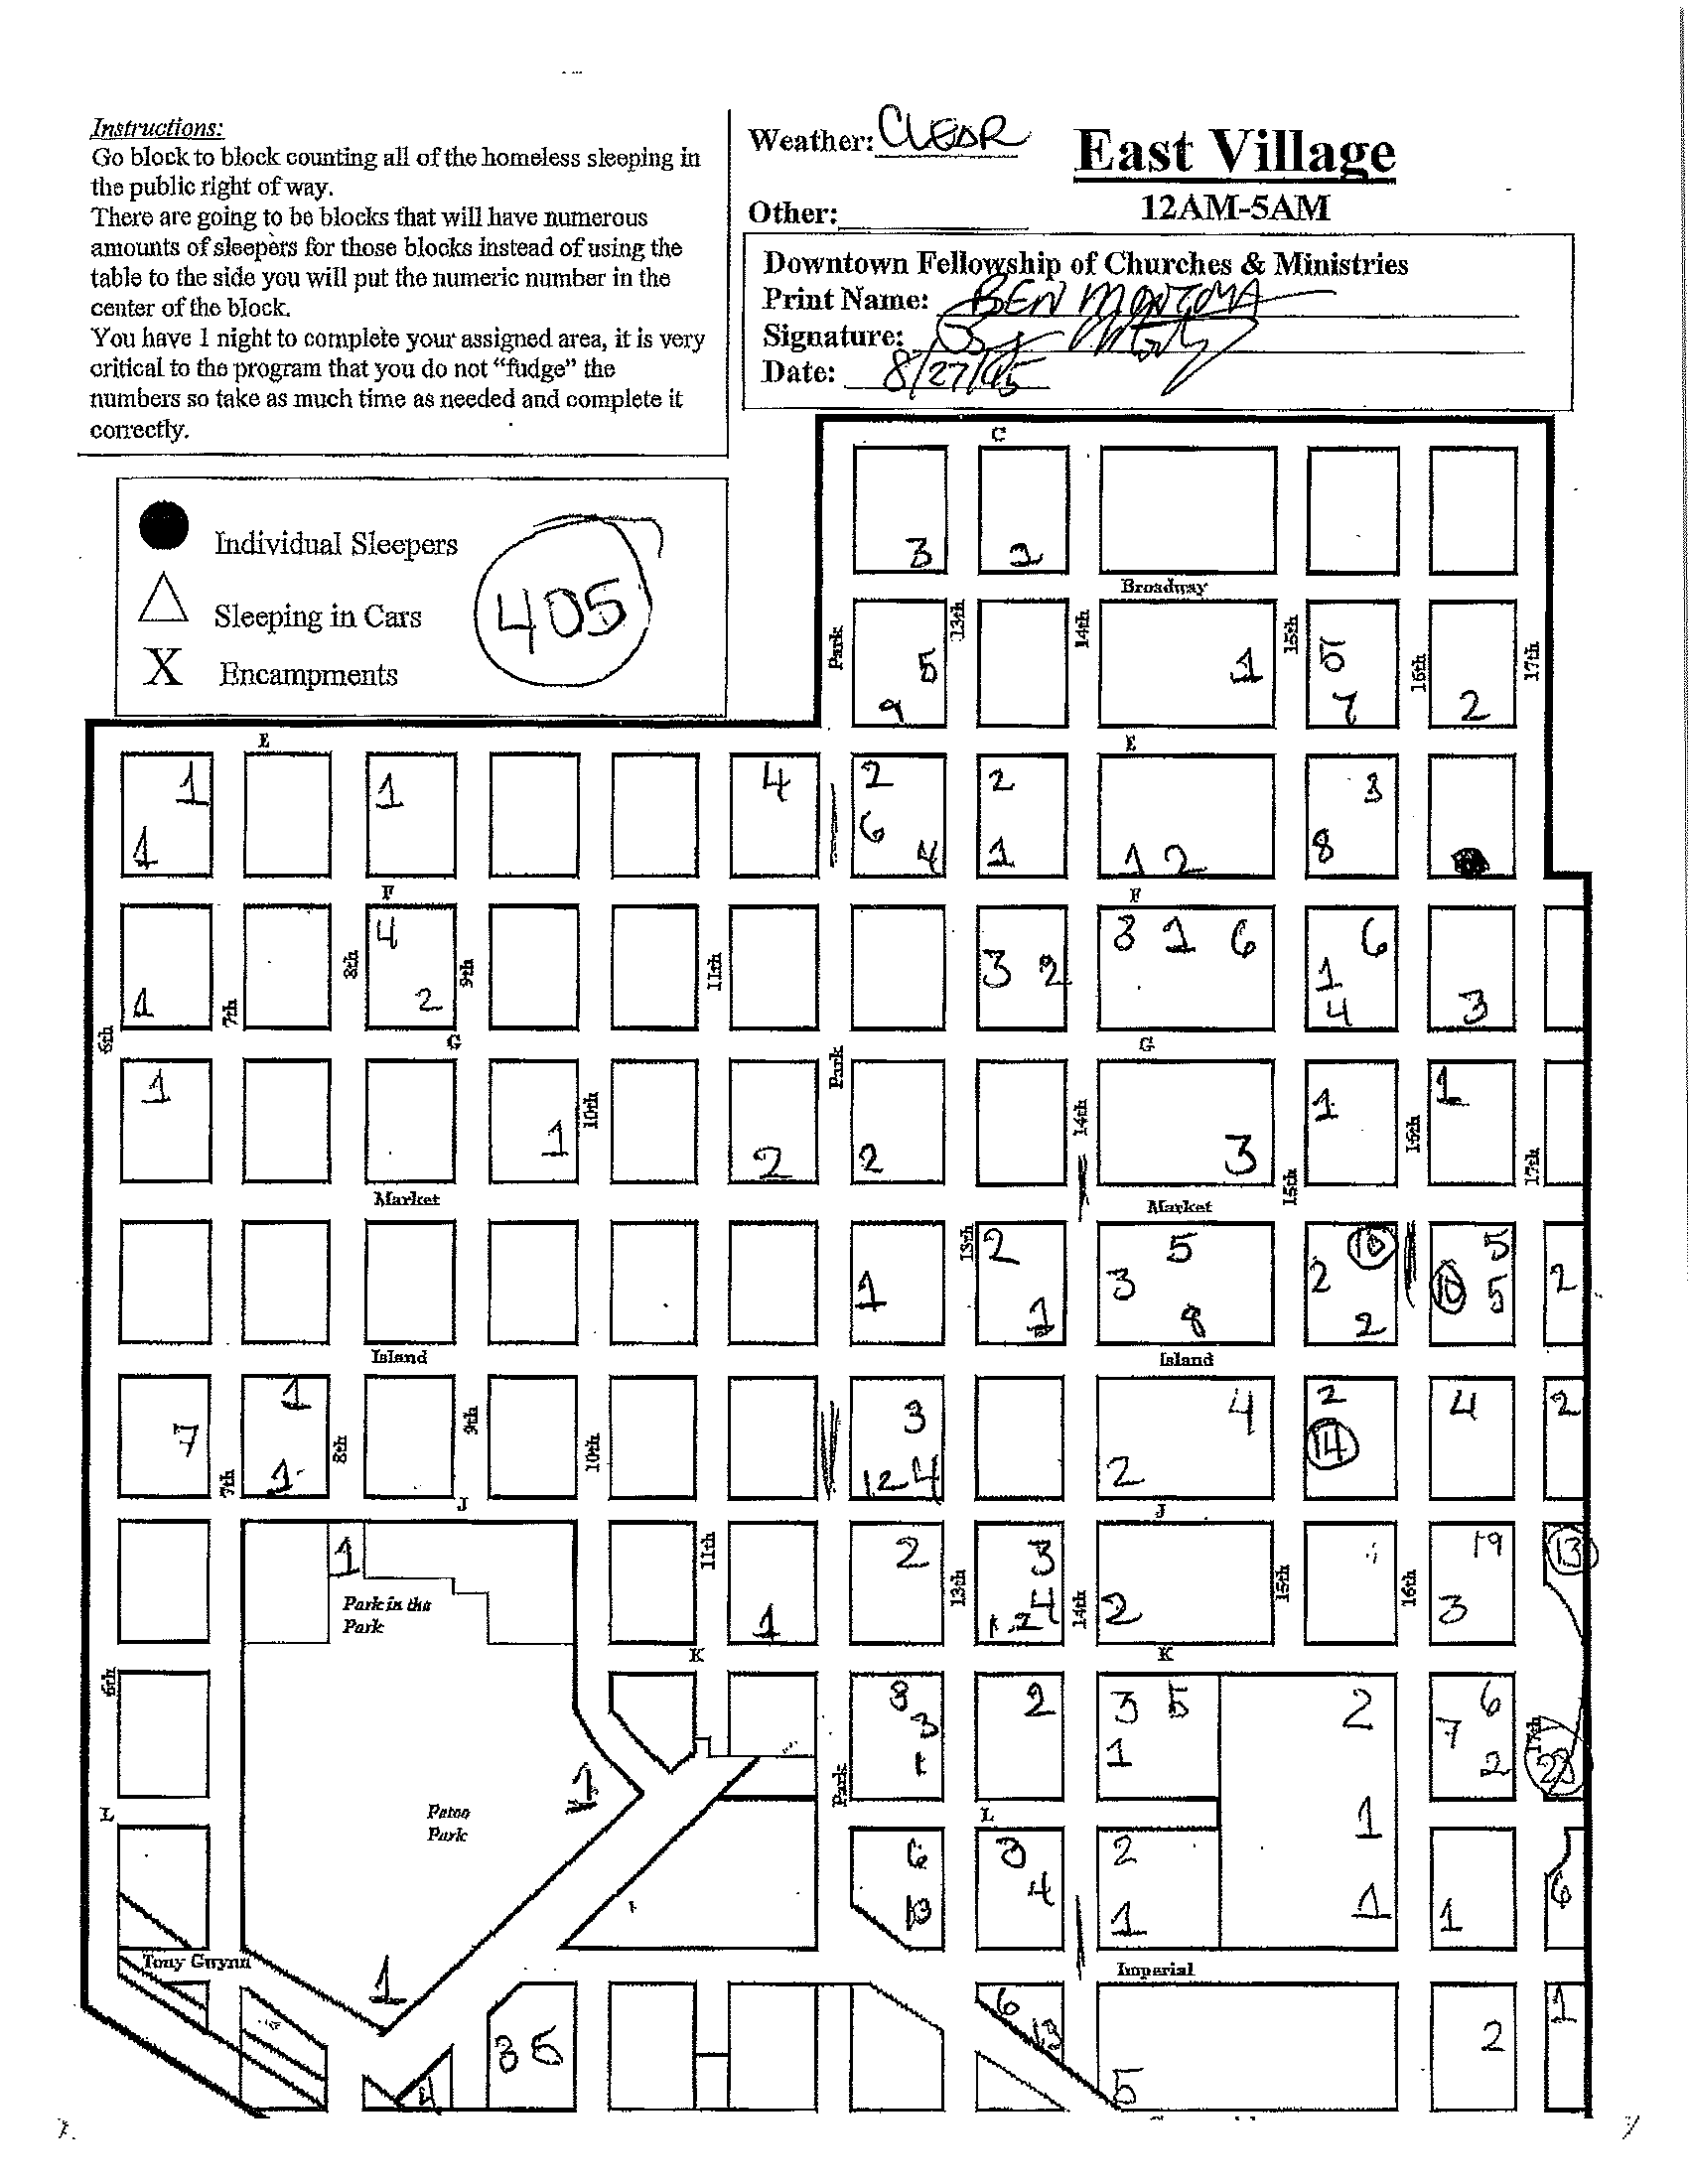 Instructions:
Go block to block counting all of the homeless sleeping in
the public right of way.
There are going to be blocks that will have numerous
amounts of sleepers for those blocks instead of using the
table to the side you will put the numeric number in the
center of the block.
You have 1 night to complete your assigned area, it is very
critical to the program that you do not “fudge” the
numbers so take as much time as needed and complete it
correctly.
Weather: CLEAR
East Village
Other:
12AM-5AM
Downtown Fellowship of Churches & Ministries
Print Name: BEN
Signature:
Date: 8/27/15
Individual Sleepers
Sleeping in Cars
X Encampments
405
C
3 1
Broadway
Park 13th 14th 15th 16th 17th
5 1 5
9 7 2
E E
1 1 4 2 2 3
6 8
1 4 1 1 2
F F
4 3 1 6 6
3 2 1
1 2 4 3
6th 7th 8th 9th 11th
G G
Park 10th 14th 15th 16th 17th
1 1 1
1 2 2 3
Market Market
13th
2 5 10 5
1 3 2 10 5 2
1 8 2
Island Island
1 3 4 2 4 2
7 14
1 12 4 2
7th 8th 9th 10th
J J
1 2 3 19 13
11th 13th 14th 15th 16th
Park in the
Park
1 4 2 3
1 2
K K
6th
8 2 3 5 2 6
3 7
1 1 1 2 23
Park 17th
Petco
Park
L L
6 3 2 1
13 4 1 1 1 6
Tony Gwynn
Imperial
1 6 1
3 5 13 2
4 5